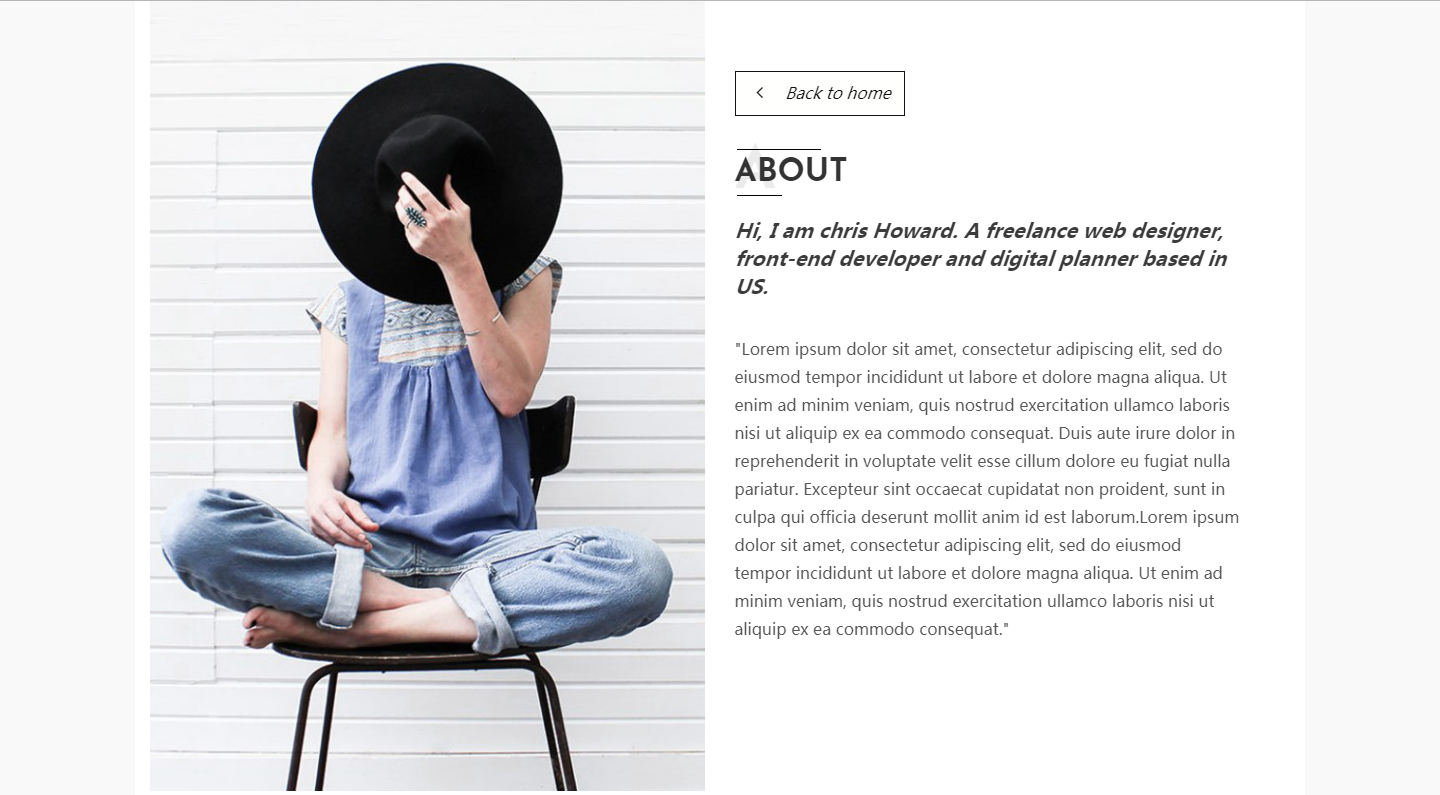 Back to home
ABOUT
Hi, I am chris Howard. A freelance web designer,
front-end developer and digital planner based in
US.
"Lorem ipsum dolor sit amet, consectetur adipiscing elit, sed do
eiusmod tempor incididunt ut labore et dolore magna aliqua. Ut
enim ad minim veniam, quis nostrud exercitation ullamco laboris
nisi ut aliquip ex ea commodo consequat. Duis aute irure dolor in
reprehenderit in voluptate velit esse cillum dolore eu fugiat nulla
pariatur. Excepteur sint occaecat cupidatat non proident, sunt in
culpa qui officia deserunt mollit anim id est laborum.Lorem ipsum
dolor sit amet, consectetur adipiscing elit, sed do eiusmod
tempor incididunt ut labore et dolore magna aliqua. Ut enim ad
minim veniam, quis nostrud exercitation ullamco laboris nisi ut
aliquip ex ea commodo consequat."